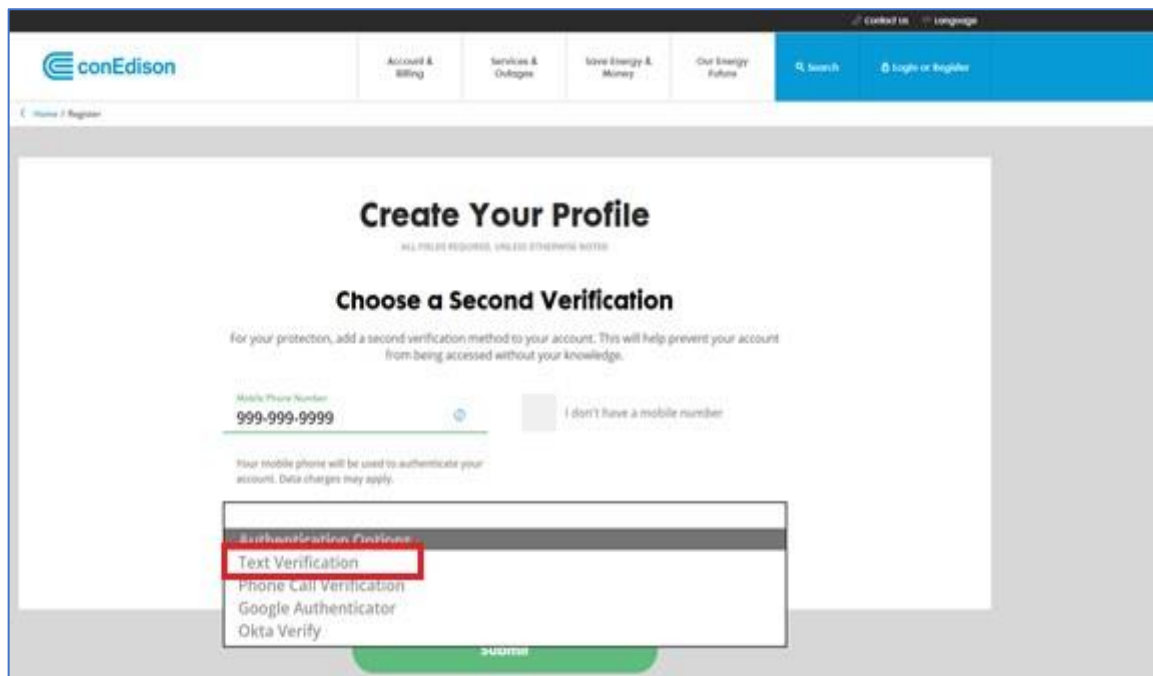 Contact Us Language
conEdison
Account & Billing
Services & Outages
Save Energy & Money
Our Energy Future
Search
Login or Register
Home / Register
Create Your Profile
ALL FIELDS REQUIRED, UNLESS OTHERWISE NOTED
Choose a Second Verification
For your protection, add a second verification method to your account. This will help prevent your account
from being accessed without your knowledge.
Mobile Phone Number
999-999-9999
I don't have a mobile number
Your mobile phone will be used to authenticate your
account. Data charges may apply.
Authentication Options
Text Verification
Phone Call Verification
Google Authenticator
Okta Verify
Submit